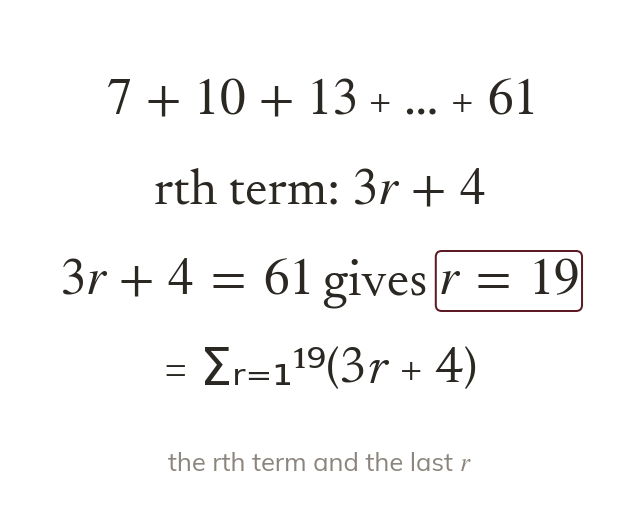 7 + 10 + 13 + ... + 61
rth term: 3r + 4
3r + 4 = 61 gives r = 19
= Σᵣ₌₁¹⁹(3r + 4)
the rth term and the last r